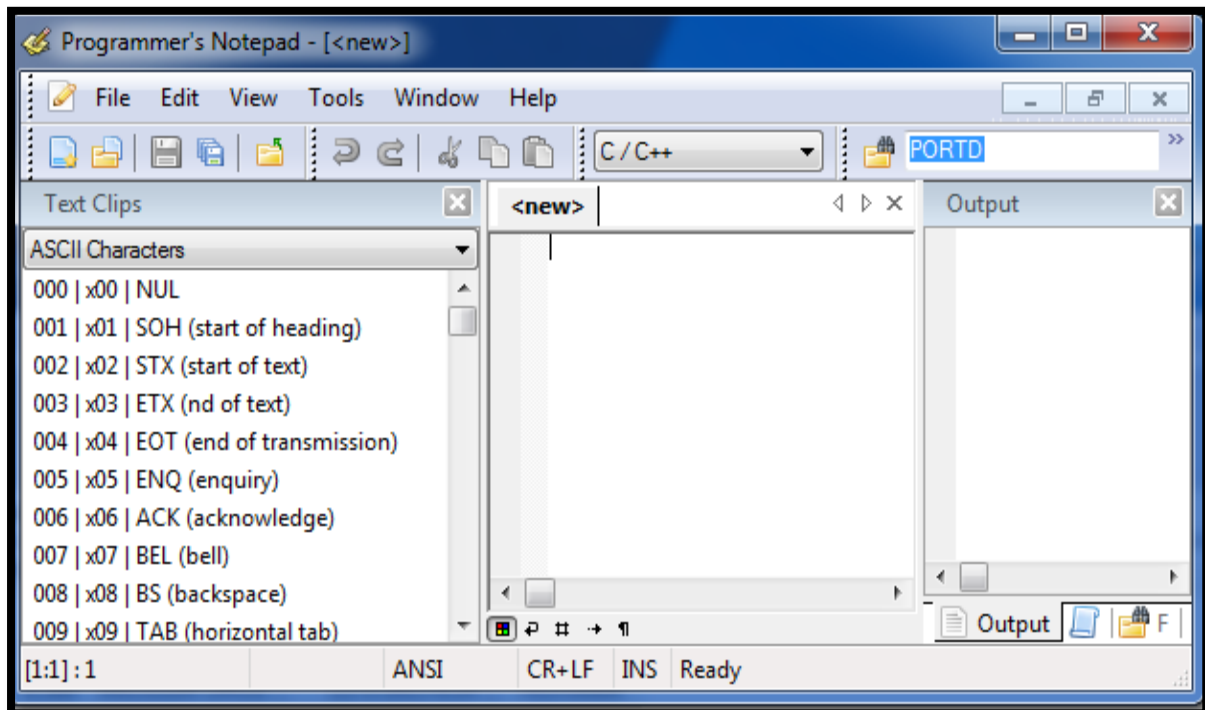 Programmer's Notepad - [<new>]
File Edit View Tools Window Help
C / C++
PORTD
Text Clips
<new>
Output
ASCII Characters
000 | x00 | NUL
001 | x01 | SOH (start of heading)
002 | x02 | STX (start of text)
003 | x03 | ETX (nd of text)
004 | x04 | EOT (end of transmission)
005 | x05 | ENQ (enquiry)
006 | x06 | ACK (acknowledge)
007 | x07 | BEL (bell)
008 | x08 | BS (backspace)
009 | x09 | TAB (horizontal tab)
Output
F
[1:1] : 1
ANSI
CR+LF
INS
Ready